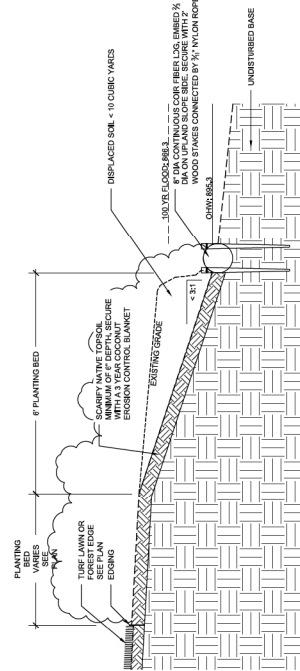 PLANTING
BED
VARIES
SEE
PLAN
6' PLANTING BED
TURF LAWN OR
FOREST EDGE
SEE PLAN
EDGING
SCARIFY NATIVE TOPSOIL
MINIMUM OF 6" DEPTH, SECURE
WITH A 3 YEAR COCONUT
EROSION CONTROL BLANKET
EXISTING GRADE
< 3:1
DISPLACED SOIL < 10 CUBIC YARDS
100 YR FLOOD: 866.3
8" DIA CONTINUOUS COIR FIBER LOG, EMBED ⅔
DIA ON UPLAND SLOPE SIDE, SECURE WITH 2'
WOOD STAKES CONNECTED BY NYLON ROPE
OHW: 895.3
UNDISTURBED BASE